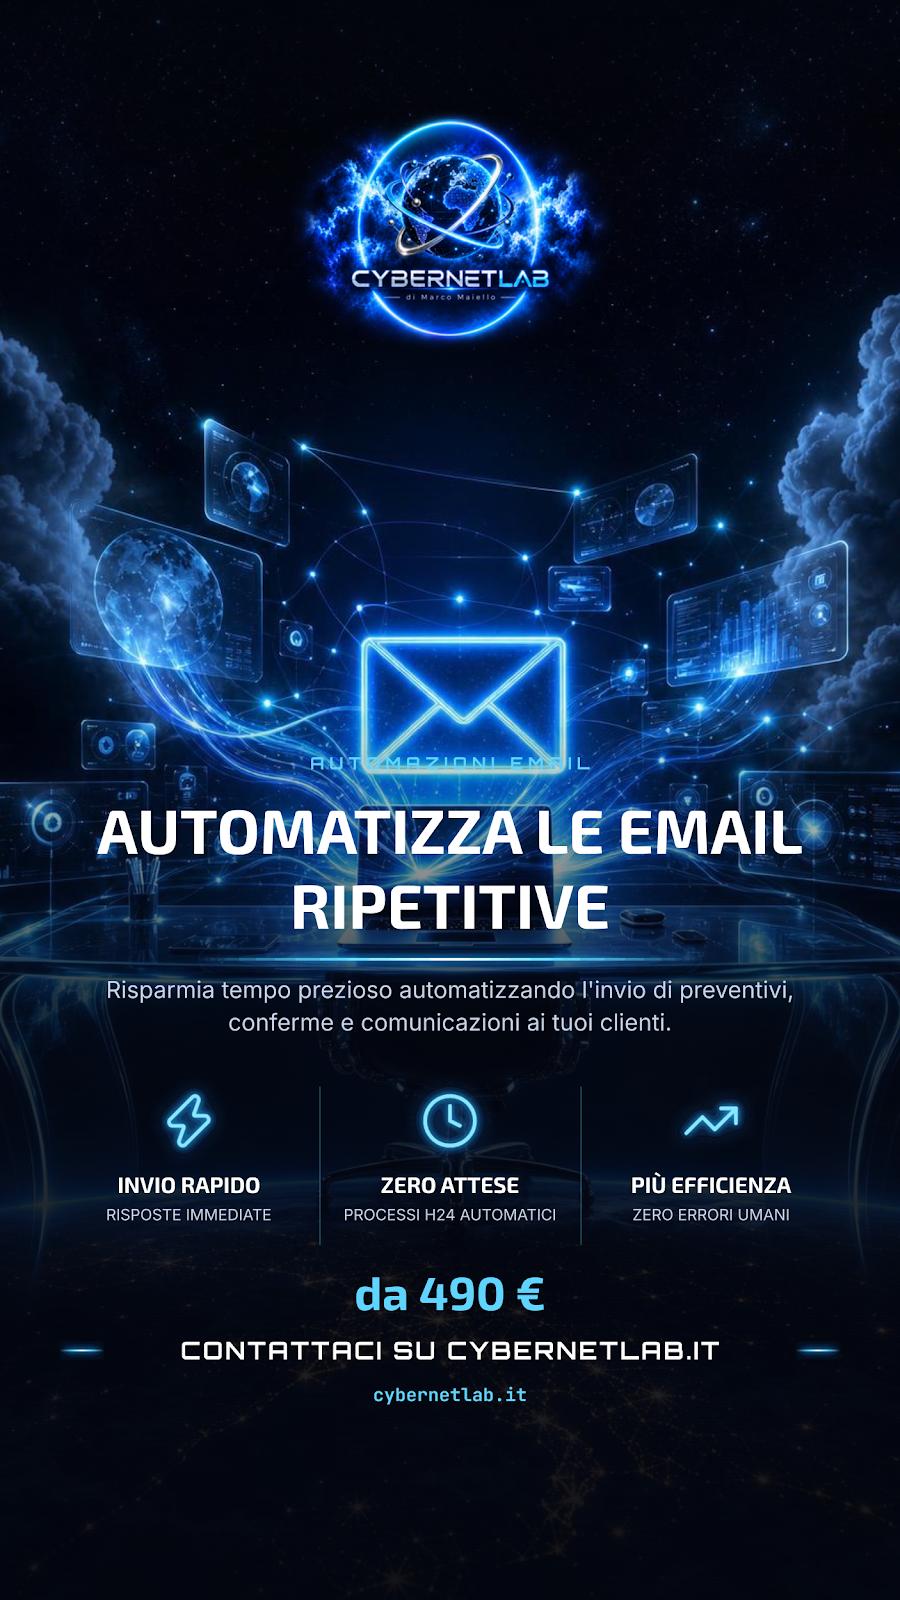 CYBERNETLAB
di Marco Maiello
AUTOMAZIONI EMAIL
AUTOMATIZZA LE EMAIL
RIPETITIVE
Risparmia tempo prezioso automatizzando l'invio di preventivi,
conferme e comunicazioni ai tuoi clienti.
INVIO RAPIDO
RISPOSTE IMMEDIATE
ZERO ATTESE
PROCESSI H24 AUTOMATICI
PIÙ EFFICIENZA
ZERO ERRORI UMANI
da 490 €
CONTATTACI SU CYBERNETLAB.IT
cybernetlab.it